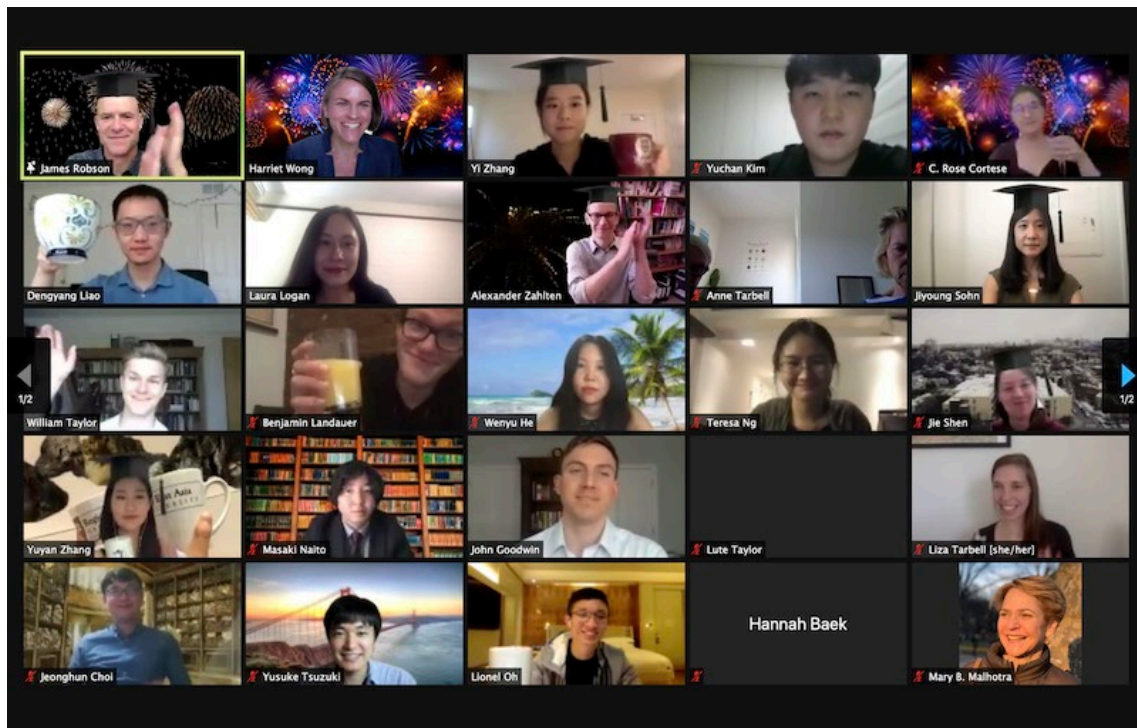 James Robson
Harriet Wong
Yi Zhang
Yuchan Kim
C. Rose Cortese
Dengyang Liao
Laura Logan
Alexander Zahlten
Anne Tarbell
Jiyoung Sohn
William Taylor
Benjamin Landauer
Wenyu He
Teresa Ng
Jie Shen
1/2
1/2
East Asia
Yuyan Zhang
Masaki Naito
John Goodwin
Lute Taylor
Liza Tarbell [she/her]
Hannah Baek
Jeonghun Choi
Yusuke Tsuzuki
Lionel Oh
Mary B. Malhotra